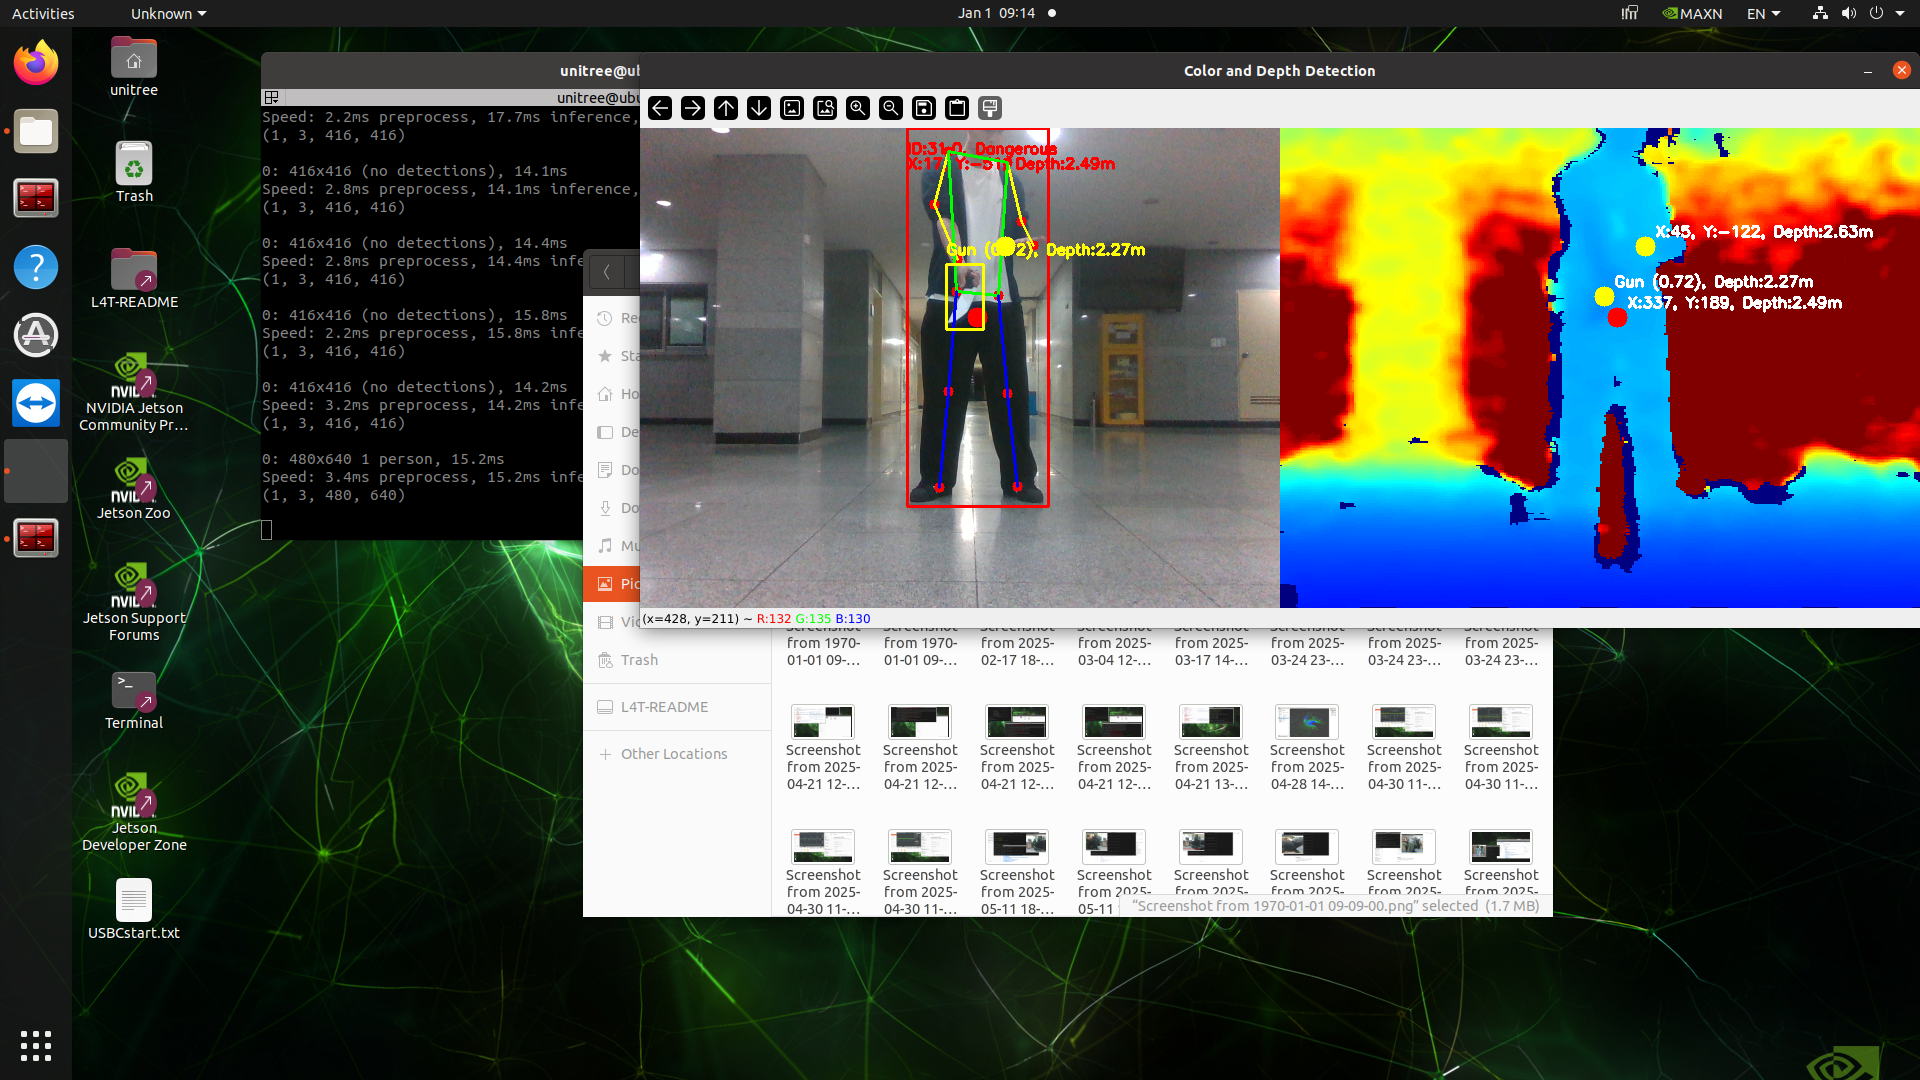 Activities
Unknown
Jan 1 09:14
MAXN
EN
unitree
Trash
L4T-README
NVIDIA Jetson
Community Pr…
Jetson Zoo
Jetson Support
Forums
Terminal
Jetson
Developer Zone
USBCstart.txt
unitree@ub
unitree@ubu
Speed: 2.2ms preprocess, 17.7ms inference,
(1, 3, 416, 416)
0: 416x416 (no detections), 14.1ms
Speed: 2.8ms preprocess, 14.1ms inference,
(1, 3, 416, 416)
0: 416x416 (no detections), 14.4ms
Speed: 2.8ms preprocess, 14.4ms infe
(1, 3, 416, 416)
0: 416x416 (no detections), 15.8ms
Speed: 2.2ms preprocess, 15.8ms infe
(1, 3, 416, 416)
0: 416x416 (no detections), 14.2ms
Speed: 3.2ms preprocess, 14.2ms infe
(1, 3, 416, 416)
0: 480x640 1 person, 15.2ms
Speed: 3.4ms preprocess, 15.2ms infe
(1, 3, 480, 640)
Color and Depth Detection
Dangerous
Depth:2.49m
Gun
Depth:2.27m
X:45, Y:-122, Depth:2.63m
Gun (0.72), Depth:2.27m
X:337, Y:189, Depth:2.49m
(x=428, y=211) ~ R:132 G:135 B:130
Rec
Sta
Ho
De
Do
Do
Mu
Pic
Vic
Trash
L4T-README
Other Locations
Screenshot from 1970-01-01 09-…
Screenshot from 1970-01-01 09-…
Screenshot from 2025-02-17 18-…
Screenshot from 2025-03-04 12-…
Screenshot from 2025-03-17 14-…
Screenshot from 2025-03-24 23-…
Screenshot from 2025-03-24 23-…
Screenshot from 2025-03-24 23-…
Screenshot from 2025-04-21 12-…
Screenshot from 2025-04-21 12-…
Screenshot from 2025-04-21 12-…
Screenshot from 2025-04-21 12-…
Screenshot from 2025-04-21 13-…
Screenshot from 2025-04-28 14-…
Screenshot from 2025-04-30 11-…
Screenshot from 2025-04-30 11-…
Screenshot from 2025-04-30 11-…
Screenshot from 2025-04-30 11-…
Screenshot from 2025-05-11 18-…
Screenshot from 2025-05-11
Screenshot from 2025-
Screenshot from 2025-
Screenshot from 2025-
Screenshot from 2025-
“Screenshot from 1970-01-01 09-09-00.png” selected (1.7 MB)